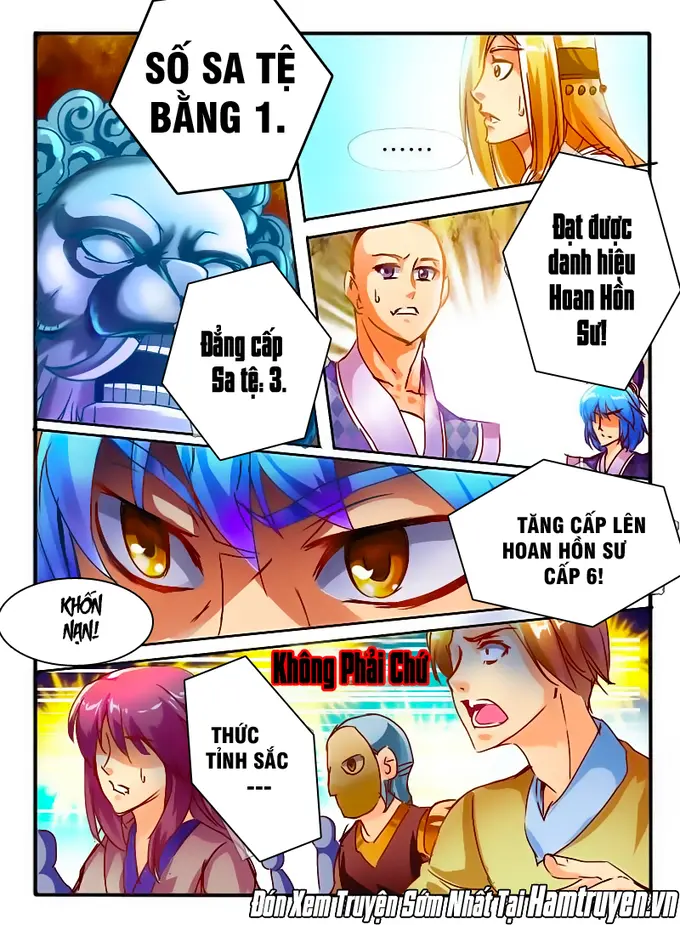 SỐ SA TỆ
BẰNG 1.
......
Đạt được
danh hiệu
Hoan Hồn
Sư!
Đẳng cấp
Sa tệ: 3.
TĂNG CẤP LÊN
HOAN HỒN SƯ
CẤP 6!
KHỐN
NẠN!
Không Phải Chứ
THỨC
TỈNH SẮC
---
Đón Xem Truyện Sớm Nhất Tại Hamtruyen.vn